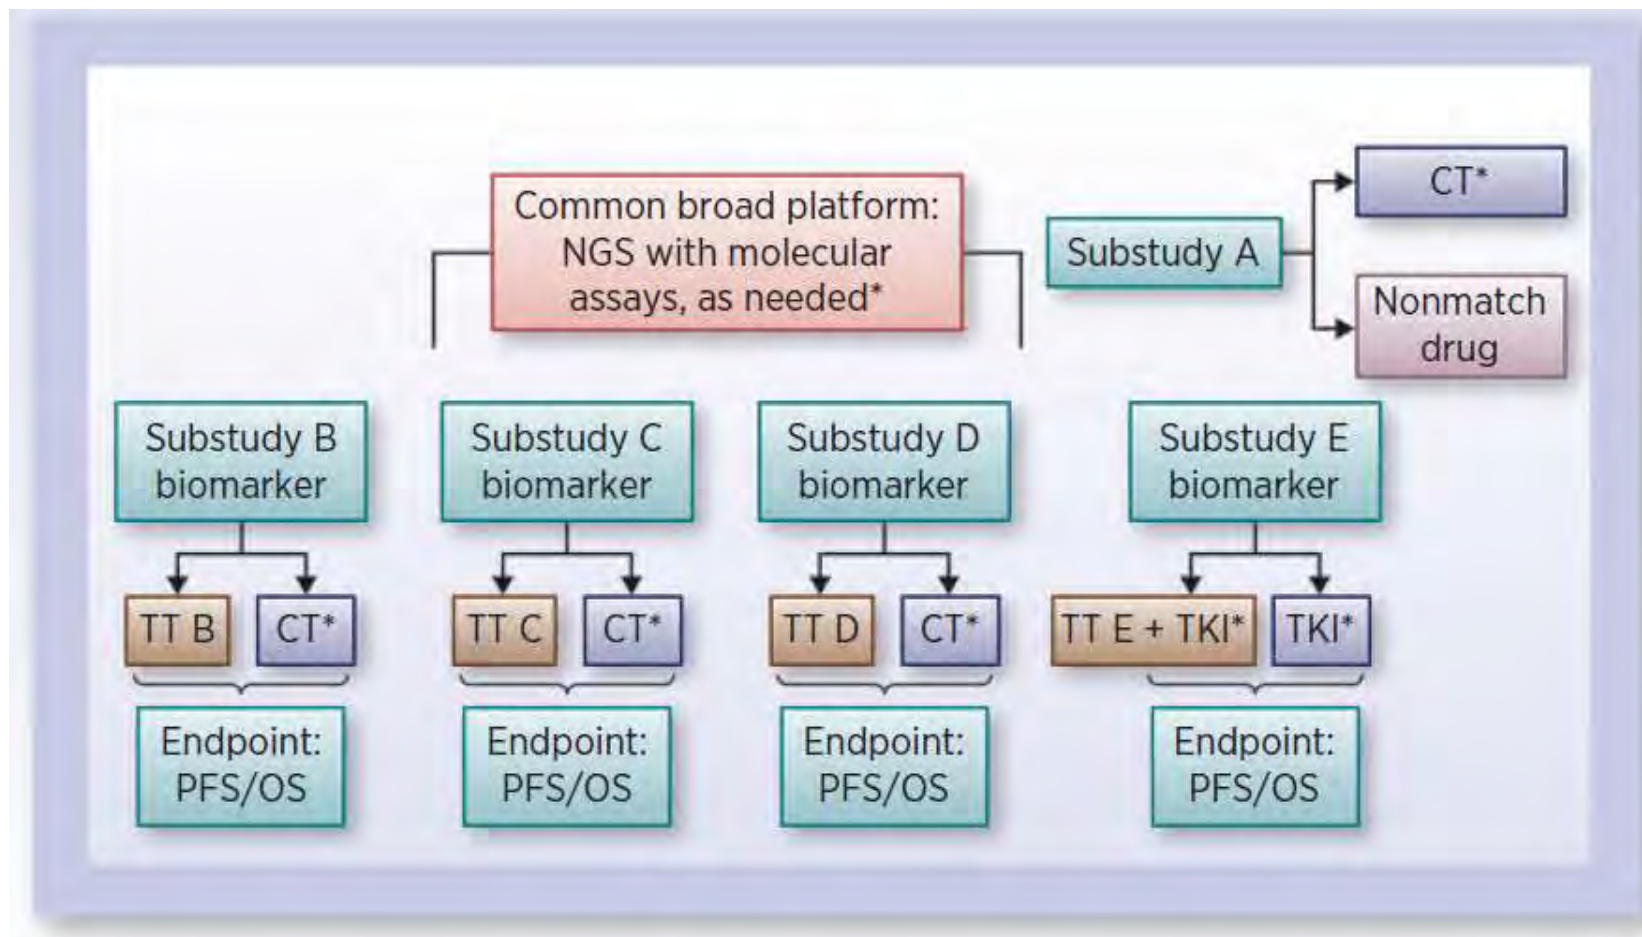 Common broad platform:
NGS with molecular
assays, as needed*
Substudy A
CT*
Nonmatch
drug
Substudy B
biomarker
Substudy C
biomarker
Substudy D
biomarker
Substudy E
biomarker
TT B
CT*
TT C
CT*
TT D
CT*
TT E + TKI*
TKI*
Endpoint:
PFS/OS
Endpoint:
PFS/OS
Endpoint:
PFS/OS
Endpoint:
PFS/OS